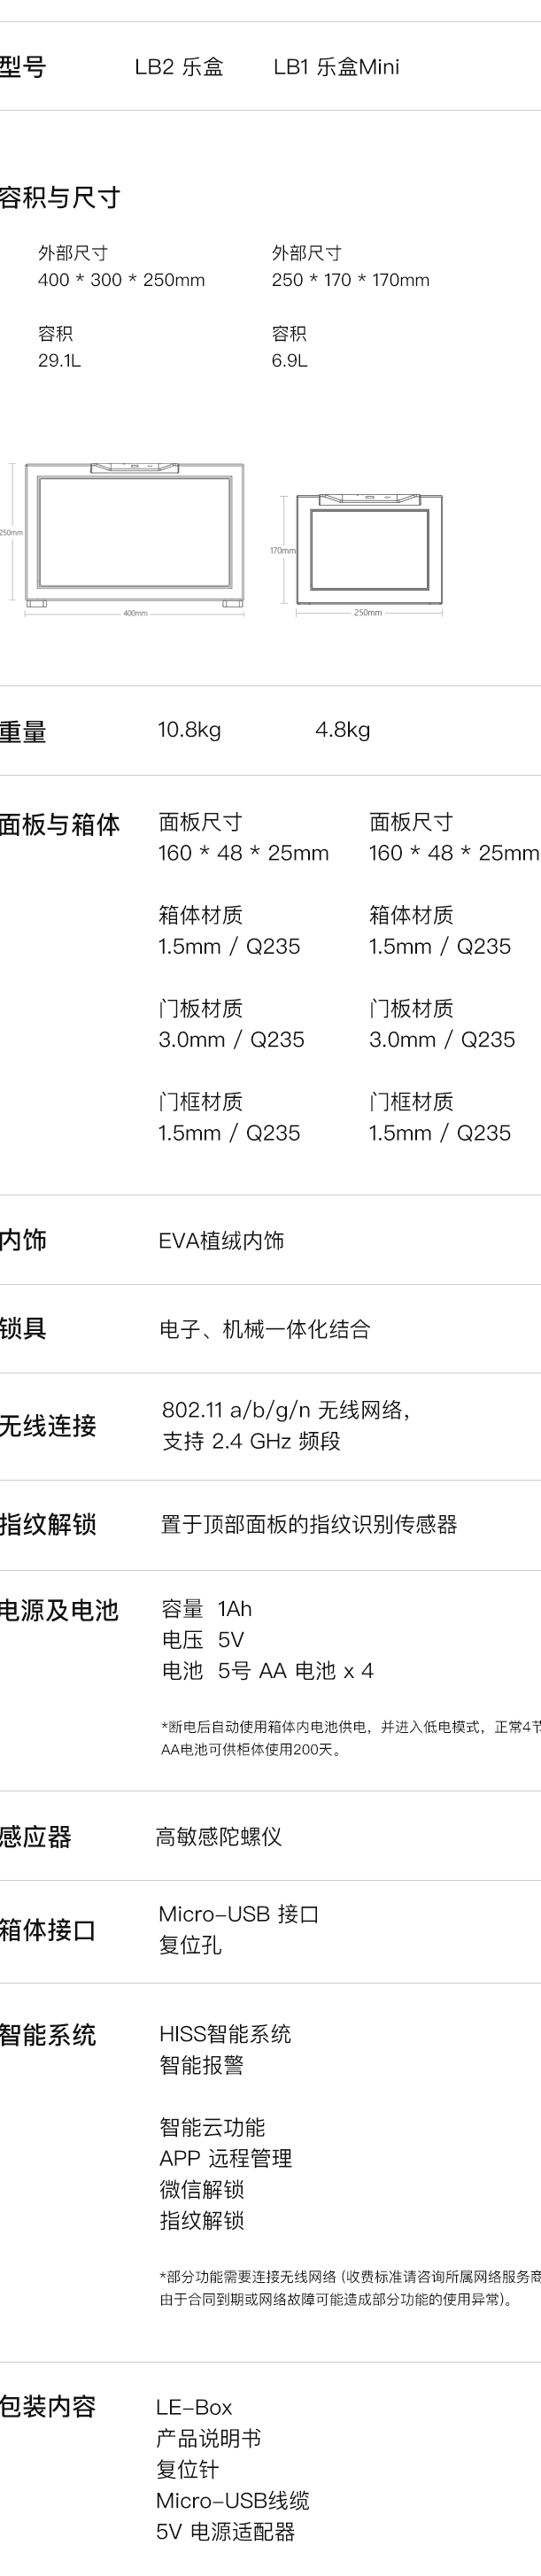 型号 LB2 乐盒 LB1 乐盒Mini
容积与尺寸
外部尺寸 外部尺寸
400 * 300 * 250mm 250 * 170 * 170mm
容积 容积
29.1L 6.9L
250mm 170mm
400mm 250mm
重量 10.8kg 4.8kg
面板与箱体 面板尺寸 面板尺寸
160 * 48 * 25mm 160 * 48 * 25mm
箱体材质 箱体材质
1.5mm / Q235 1.5mm / Q235
门板材质 门板材质
3.0mm / Q235 3.0mm / Q235
门框材质 门框材质
1.5mm / Q235 1.5mm / Q235
内饰 EVA植绒内饰
锁具 电子、机械一体化结合
无线连接 802.11 a/b/g/n 无线网络，
支持 2.4 GHz 频段
指纹解锁 置于顶部面板的指纹识别传感器
电源及电池 容量 1Ah
电压 5V
电池 5号 AA 电池 x 4
*断电后自动使用箱体内电池供电，并进入低电模式，正常4节
AA电池可供柜体使用200天。
感应器 高敏感陀螺仪
箱体接口 Micro-USB 接口
复位孔
智能系统 HISS智能系统
智能报警
智能云功能
APP 远程管理
微信解锁
指纹解锁
*部分功能需要连接无线网络 (收费标准请咨询所属网络服务商
由于合同到期或网络故障可能造成部分功能的使用异常)。
包装内容 LE-Box
产品说明书
复位针
Micro-USB线缆
5V 电源适配器